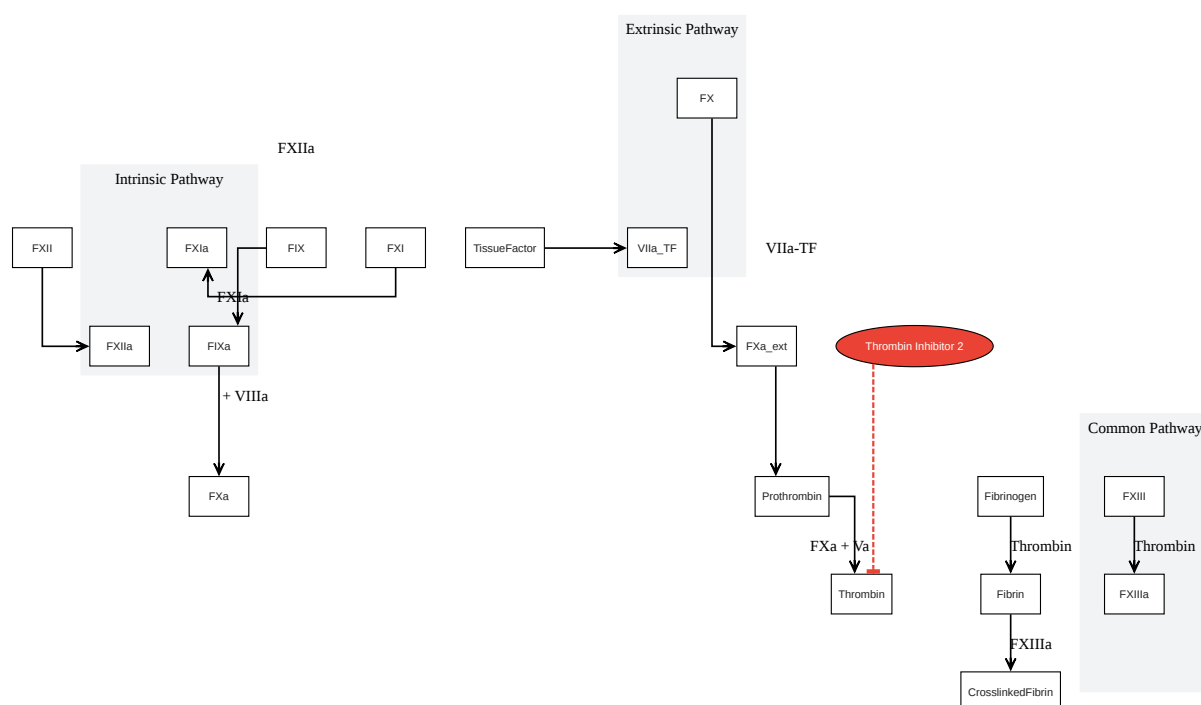 Extrinsic Pathway
FX
FXIIa
Intrinsic Pathway
FXII
FXIa
FIX
FXI
TissueFactor
VIIa_TF
VIIa-TF
FXIa
FXIIa
FIXa
FXa_ext
Thrombin Inhibitor 2
+ VIIIa
Common Pathway
FXa
Prothrombin
Fibrinogen
FXIII
FXa + Va
Thrombin
Thrombin
Thrombin
Fibrin
FXIIIa
FXIIIa
CrosslinkedFibrin